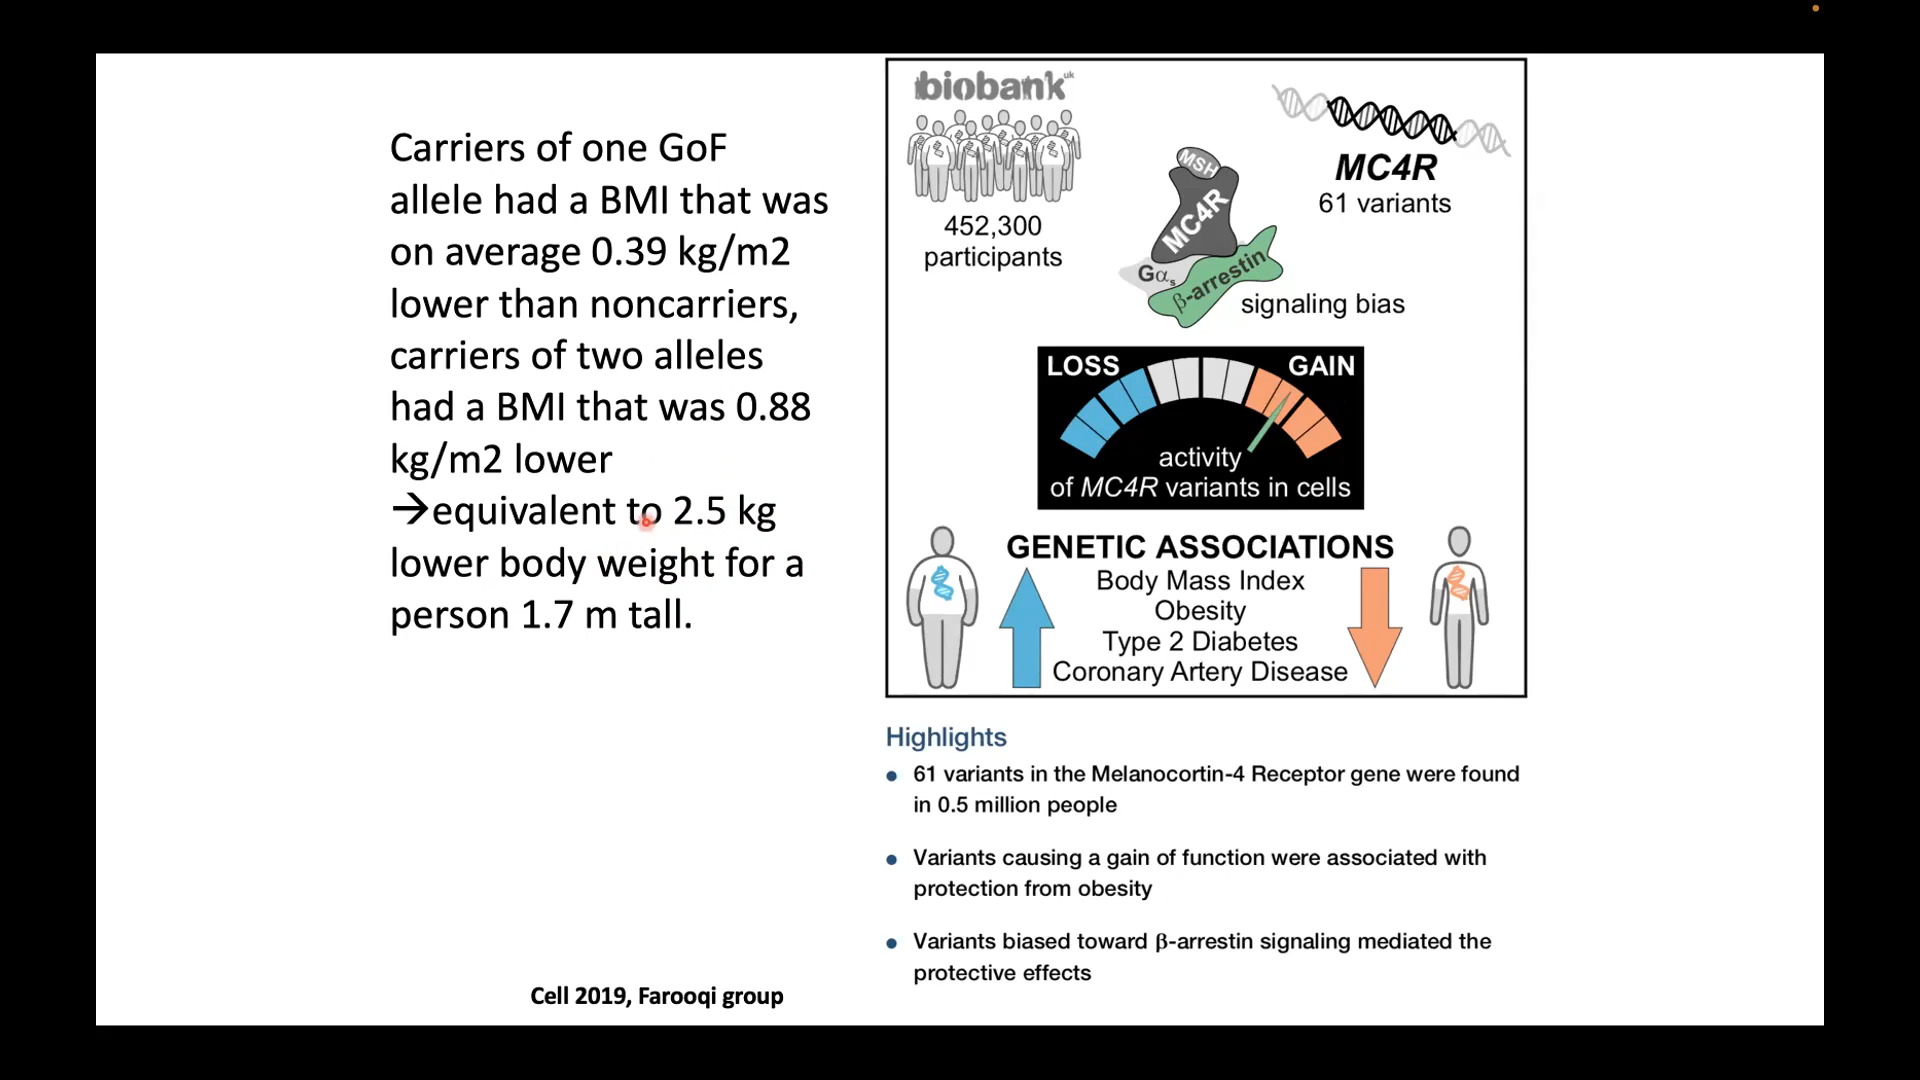 Carriers of one GoF
allele had a BMI that was
on average 0.39 kg/m2
lower than noncarriers,
carriers of two alleles
had a BMI that was 0.88
kg/m2 lower
→equivalent to 2.5 kg
lower body weight for a
person 1.7 m tall.
Cell 2019, Farooqi group
biobank uk
452,300
participants
MSH
MC4R
Gαs
β-arrestin
signaling bias
MC4R
61 variants
LOSS
GAIN
activity
of MC4R variants in cells
GENETIC ASSOCIATIONS
Body Mass Index
Obesity
Type 2 Diabetes
Coronary Artery Disease
Highlights
• 61 variants in the Melanocortin-4 Receptor gene were found
in 0.5 million people
• Variants causing a gain of function were associated with
protection from obesity
• Variants biased toward β-arrestin signaling mediated the
protective effects